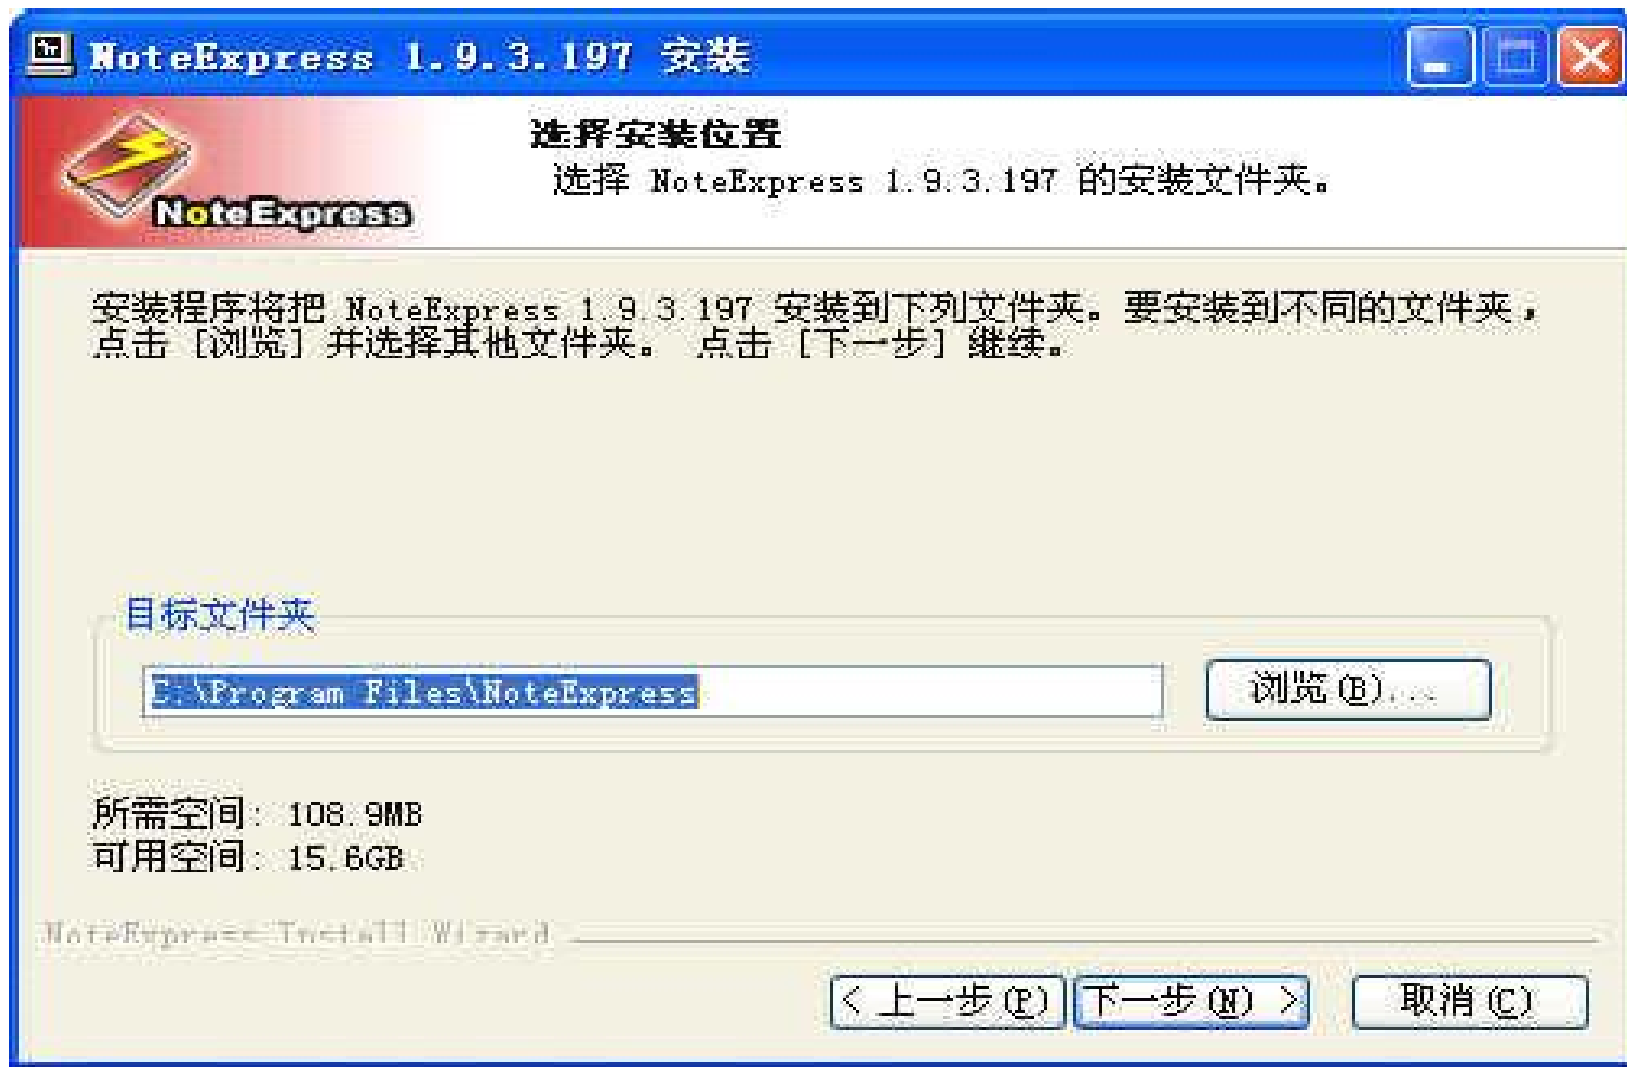 NoteExpress 1.9.3.197 安装
选择安装位置
选择 NoteExpress 1.9.3.197 的安装文件夹。
NoteExpress
安装程序将把 NoteExpress 1.9.3.197 安装到下列文件夹。要安装到不同的文件夹，
点击 [浏览] 并选择其他文件夹。 点击 [下一步] 继续。
目标文件夹
C:\Program Files\NoteExpress
浏览(B)...
所需空间: 108.9MB
可用空间: 15.6GB
NoteExpress Install Wizard
< 上一步(P)
下一步(N) >
取消(C)